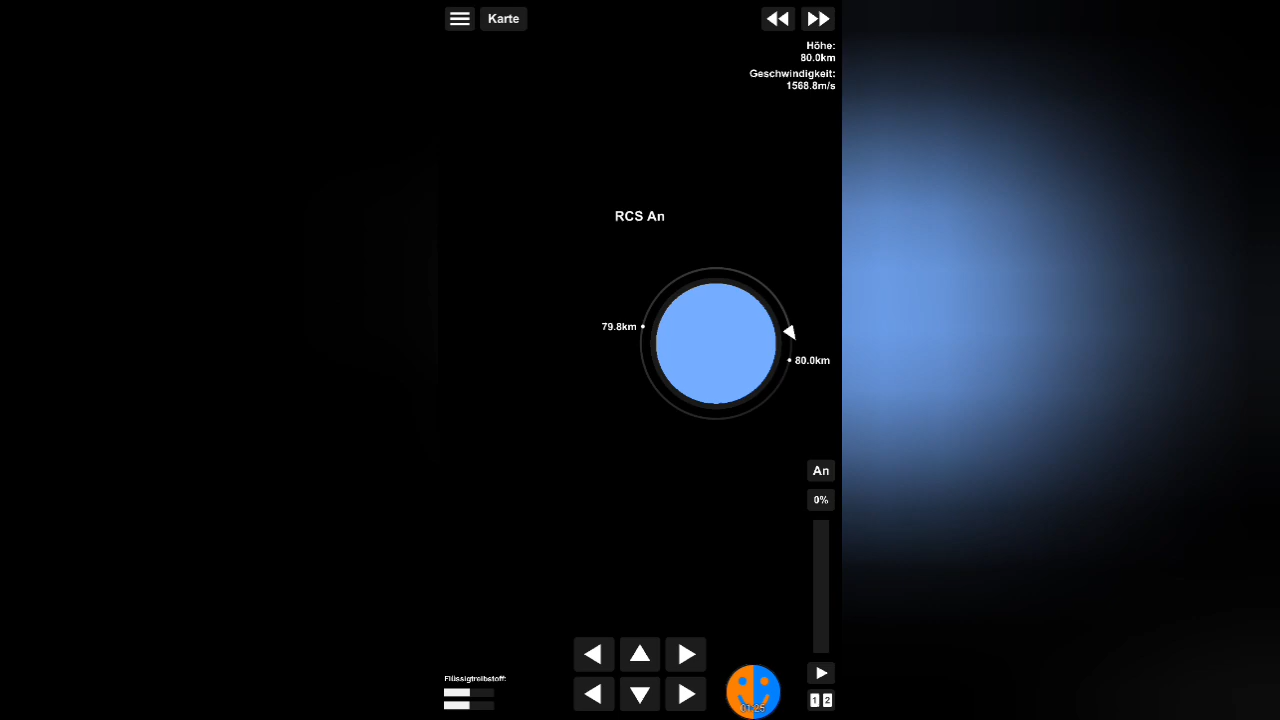 Karte
Höhe:
80.0km
Geschwindigkeit:
1568.8m/s
RCS An
79.8km
80.0km
An
0%
Flüssigtreibstoff:
1 2